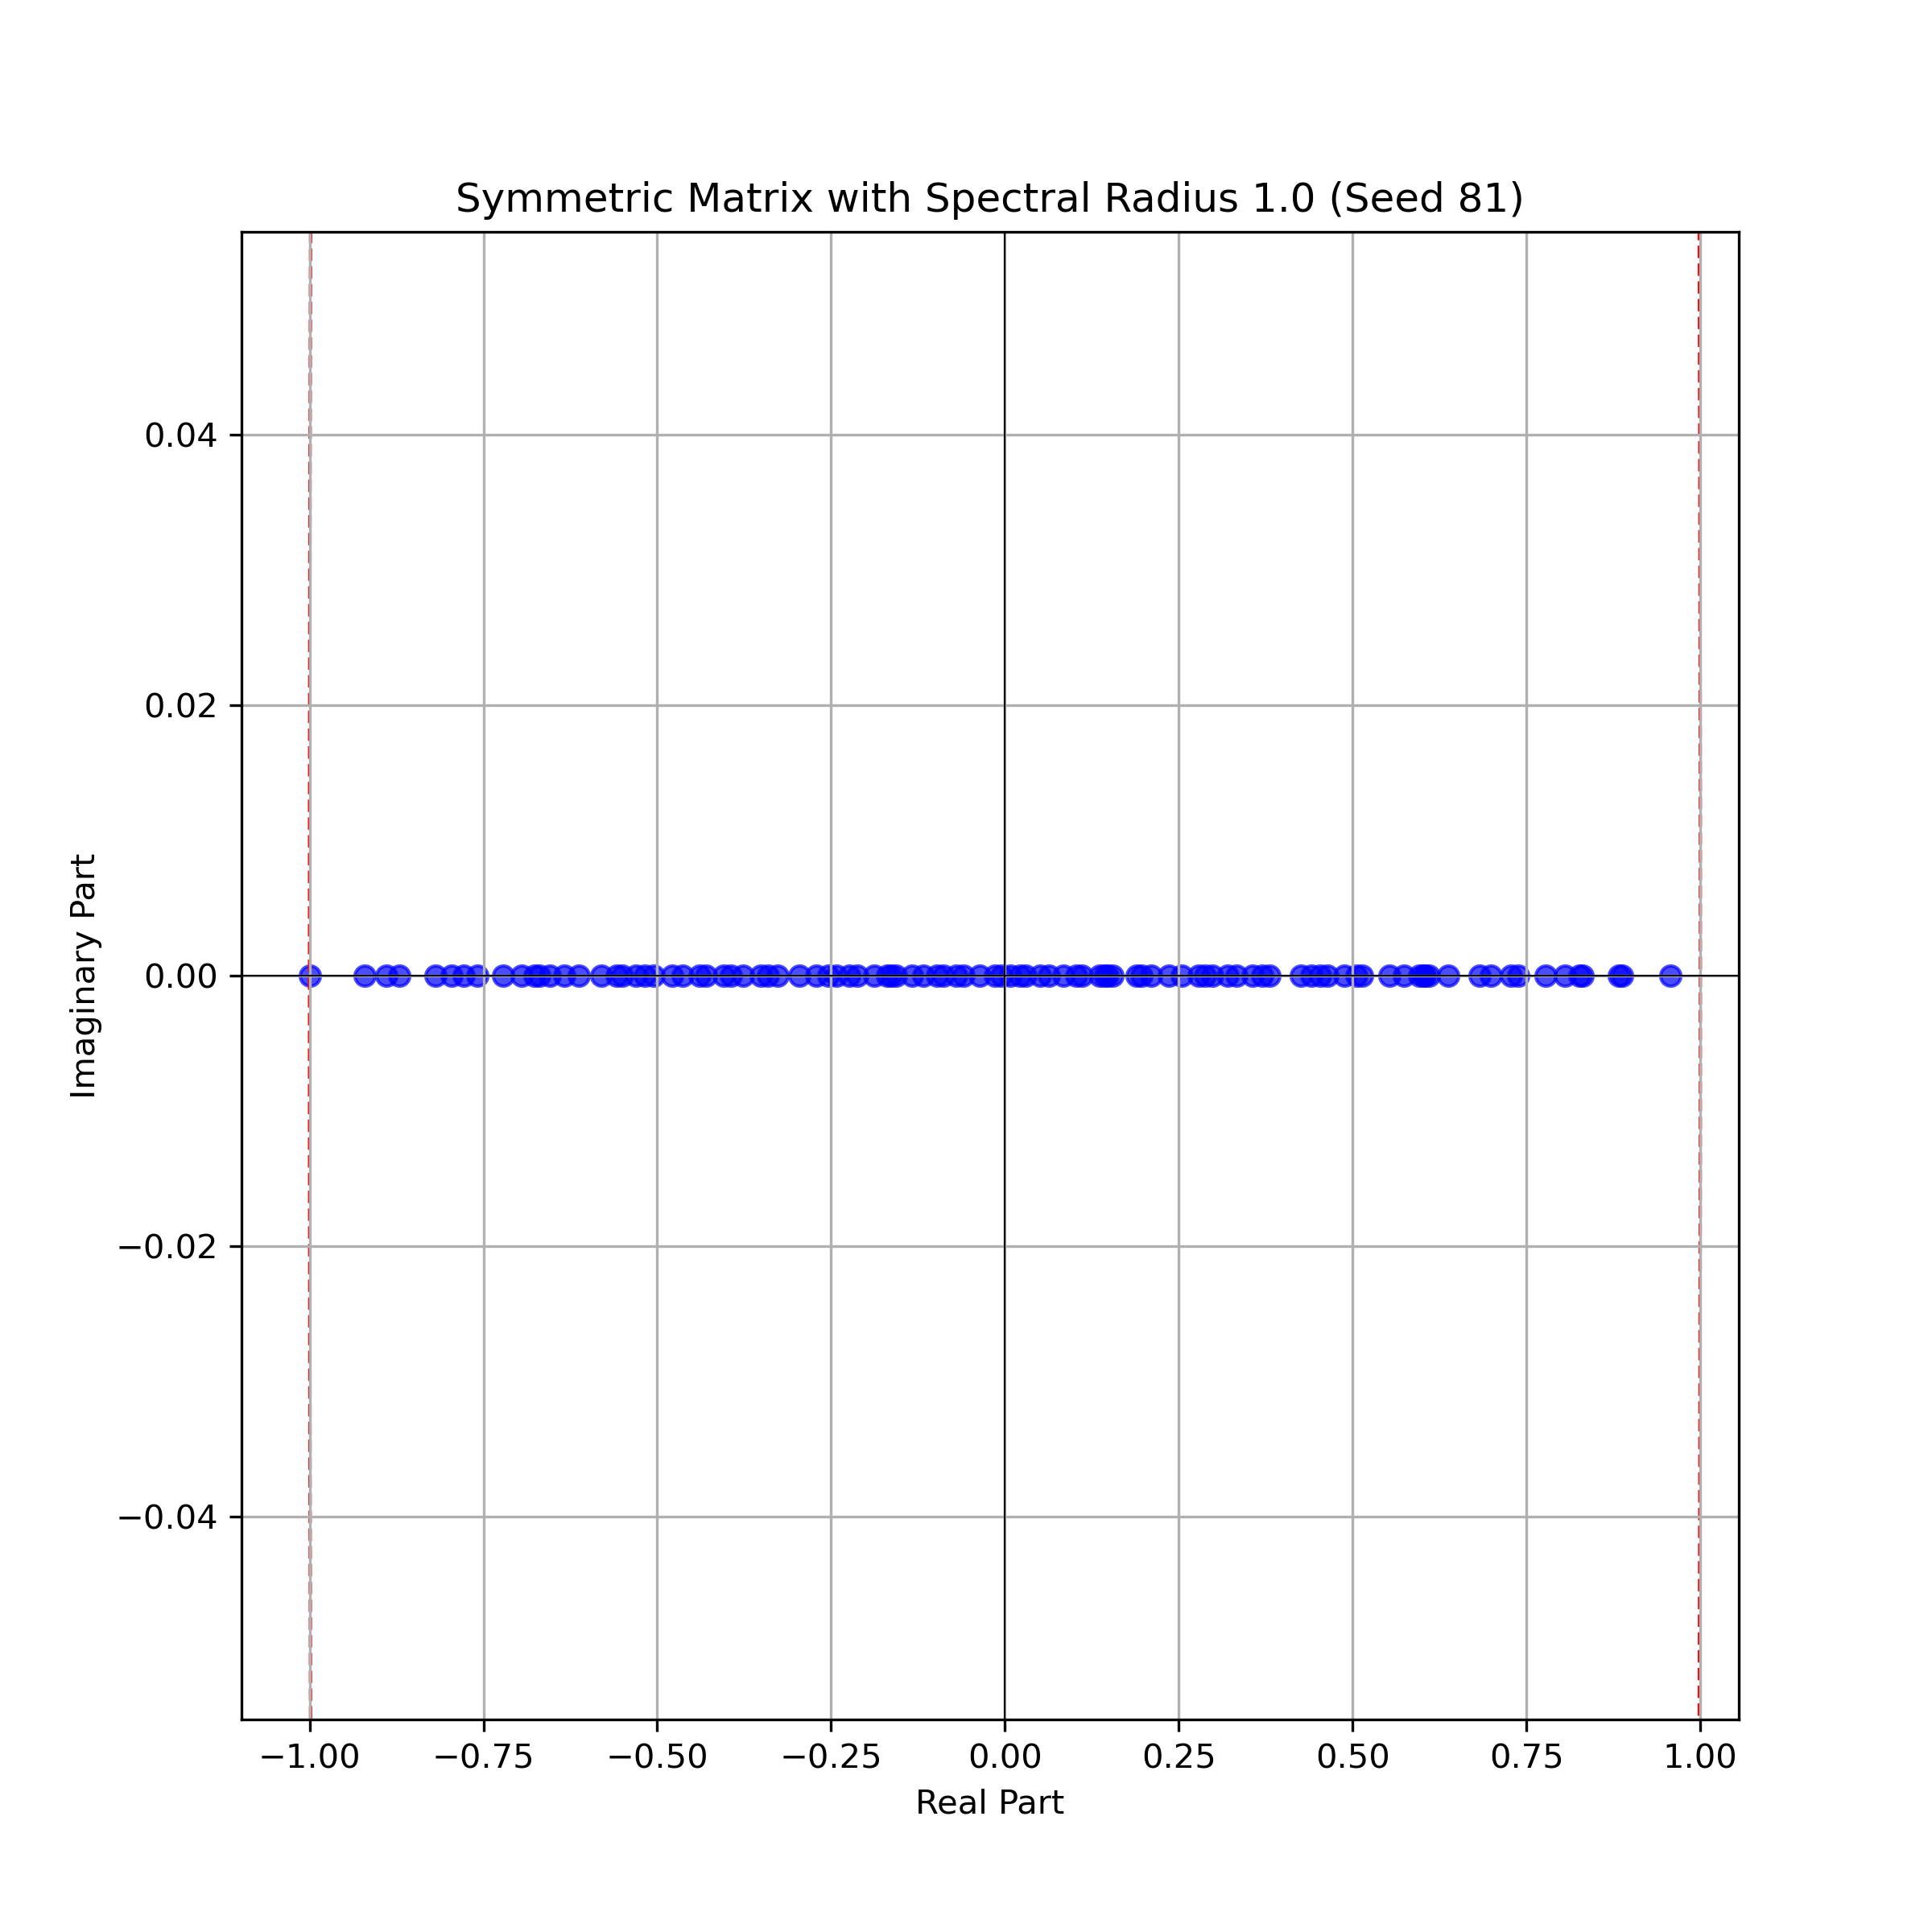 Symmetric Matrix with Spectral Radius 1.0 (Seed 81)
0.04
0.02
0.00
−0.02
−0.04
Imaginary Part
−1.00 −0.75 −0.50 −0.25 0.00 0.25 0.50 0.75 1.00
Real Part